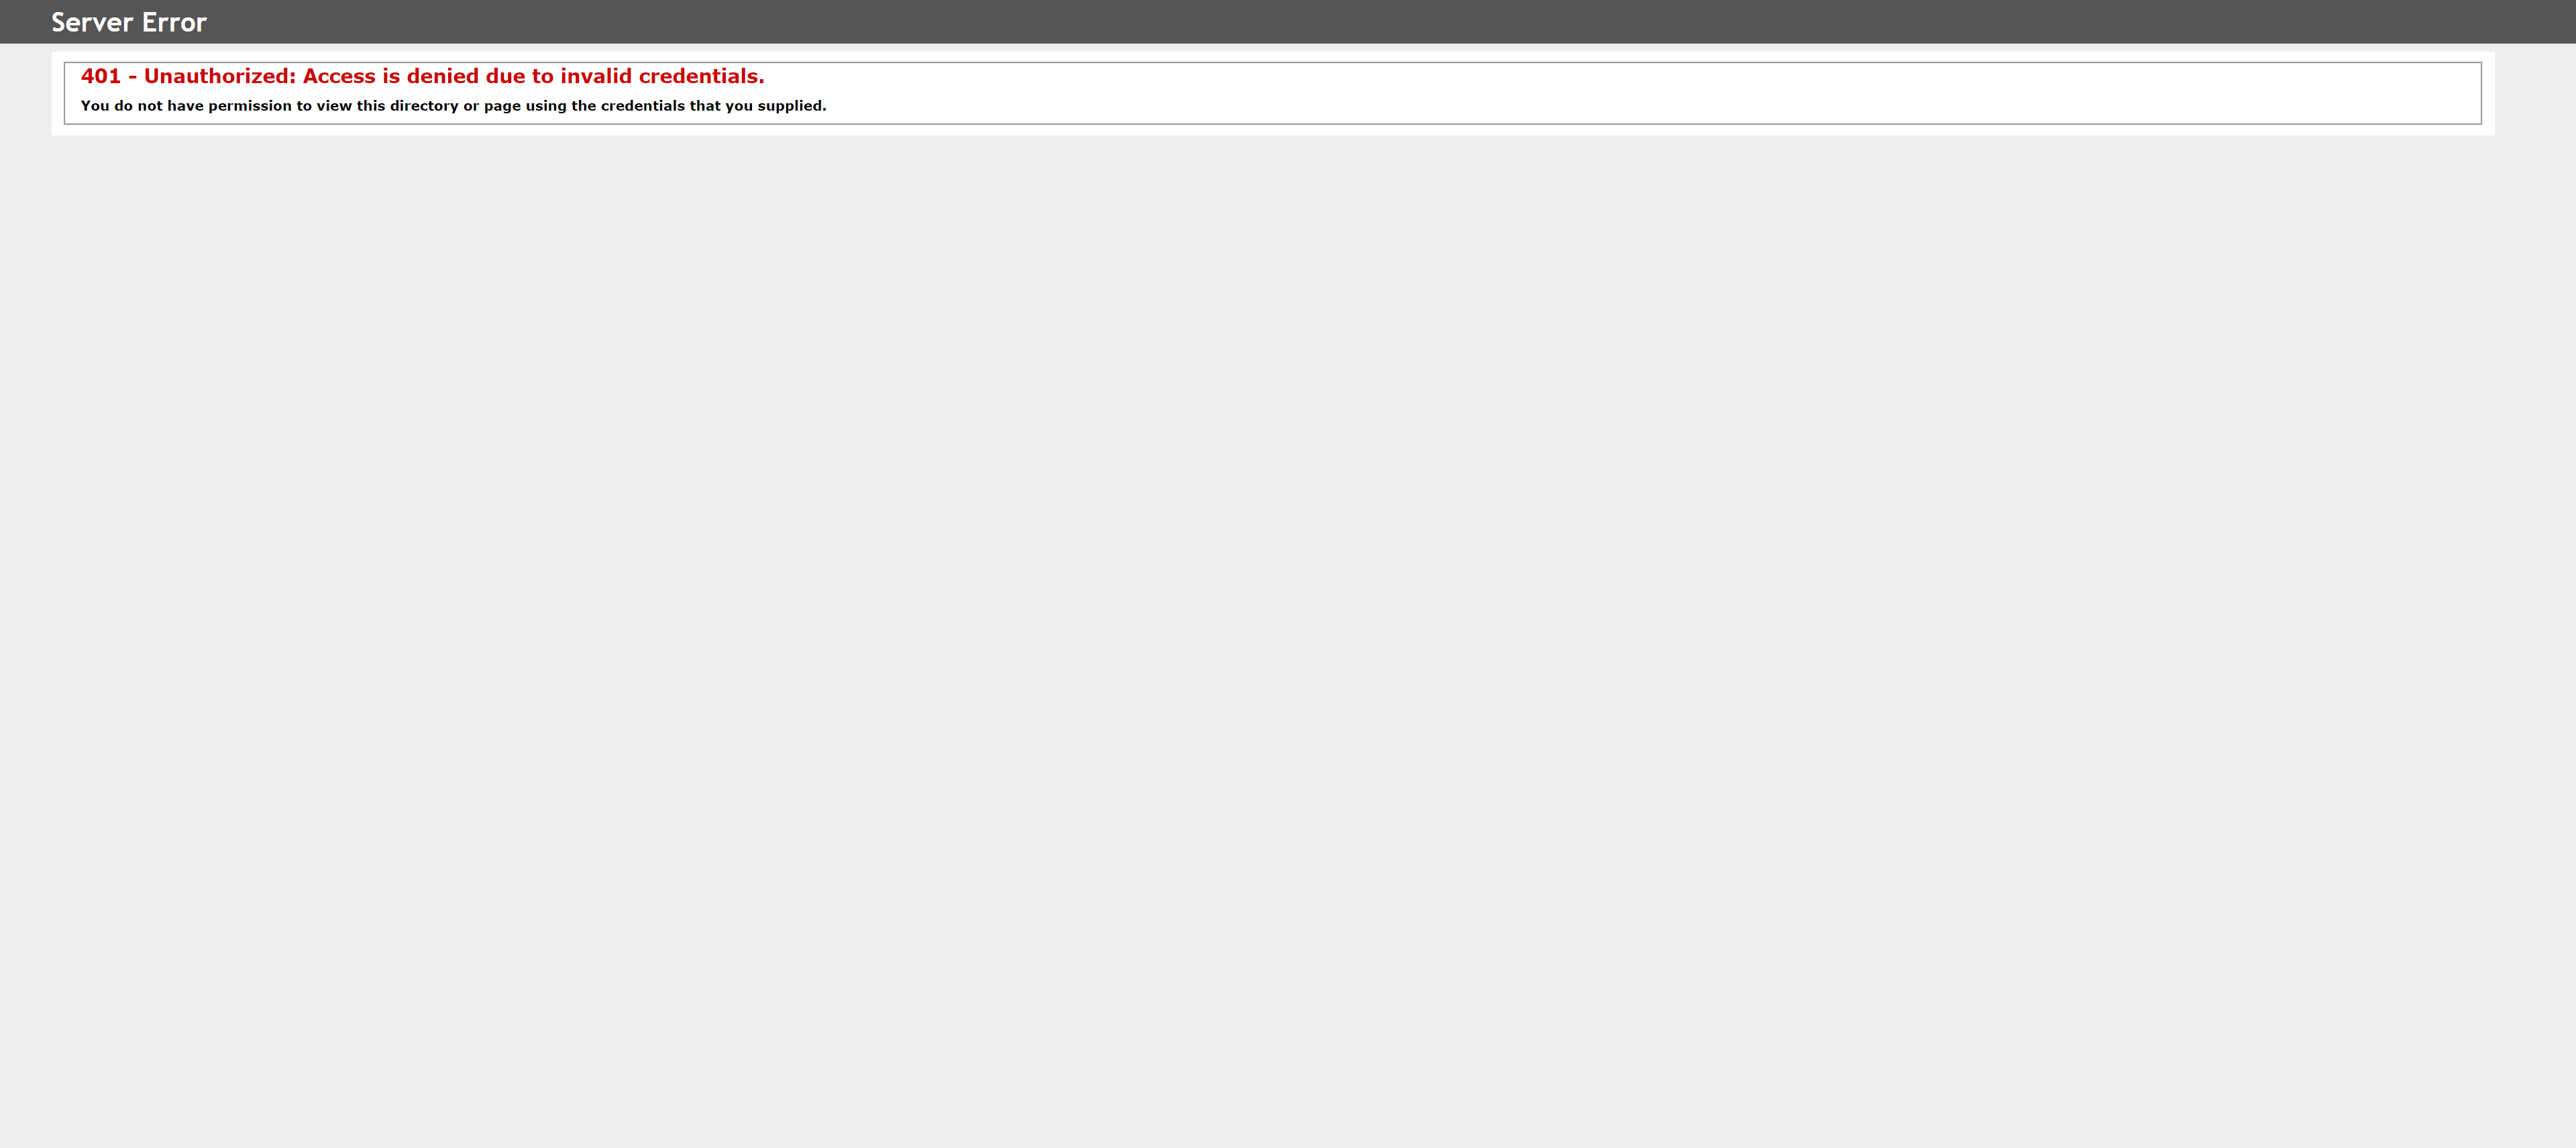 Server Error
401 - Unauthorized: Access is denied due to invalid credentials.
You do not have permission to view this directory or page using the credentials that you supplied.